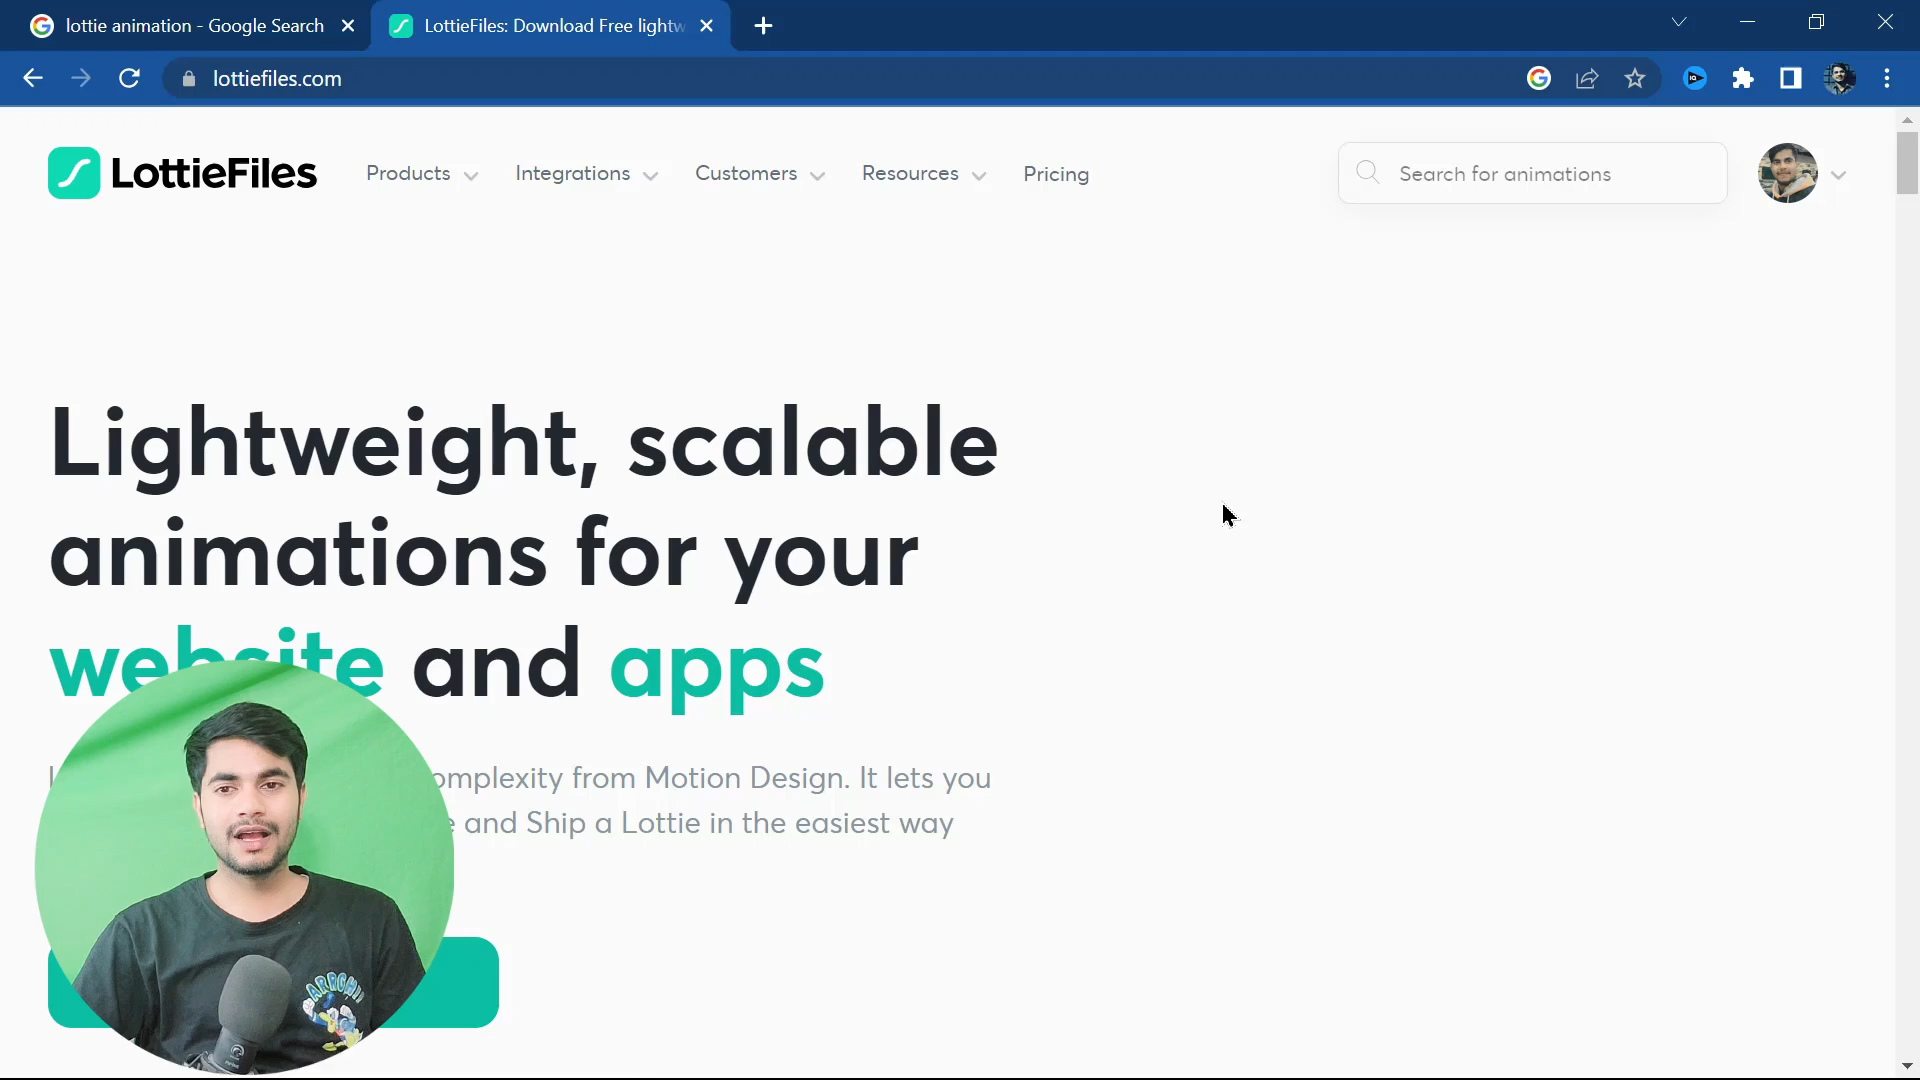 lottie animation - Google Search
LottieFiles: Download Free lightw
lottiefiles.com
LottieFiles
Products
Integrations
Customers
Resources
Pricing
Search for animations
Lightweight, scalable
animations for your
website and apps
omplexity from Motion Design. It lets you
e and Ship a Lottie in the easiest way
ARRGH!!